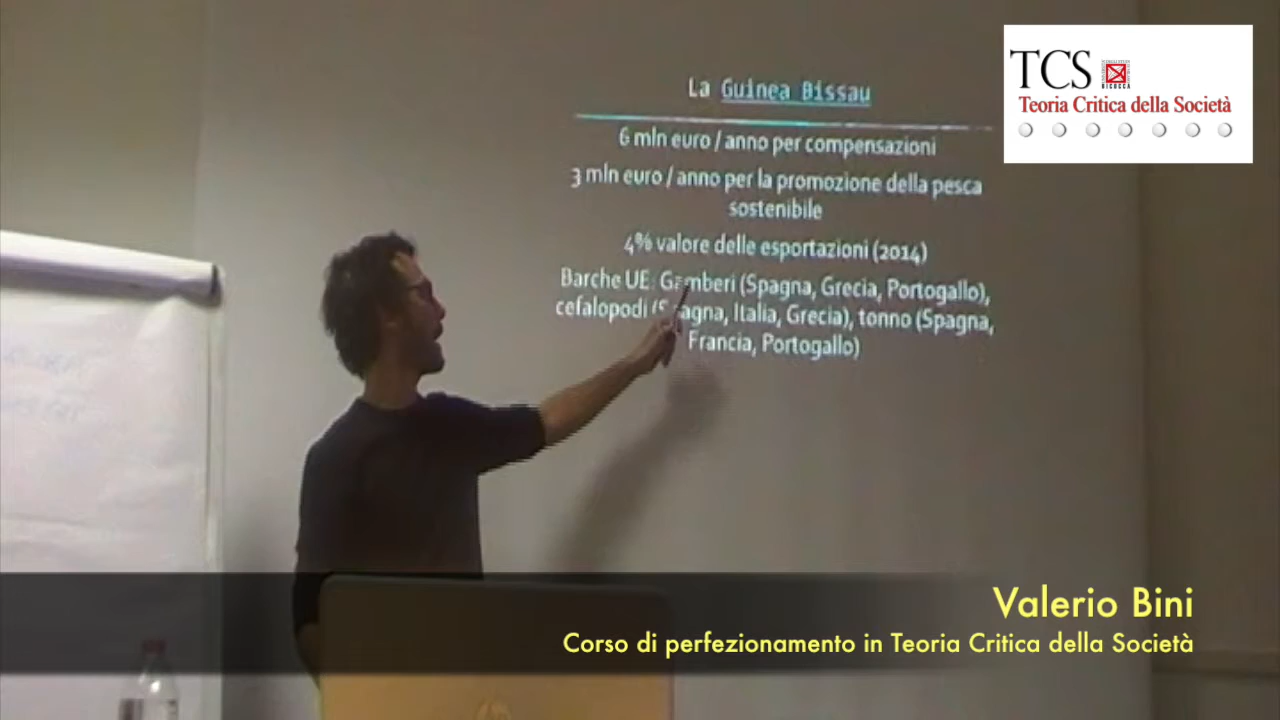 TCS
BICOCCA
Teoria Critica della Società
La Guinea Bissau
6 mln euro / anno per compensazioni
3 mln euro / anno per la promozione della pesca
sostenibile
4% valore delle esportazioni (2014)
Barche UE: Gamberi (Spagna, Grecia, Portogallo),
cefalopodi (Spagna, Italia, Grecia), tonno (Spagna,
Francia, Portogallo)
Valerio Bini
Corso di perfezionamento in Teoria Critica della Società